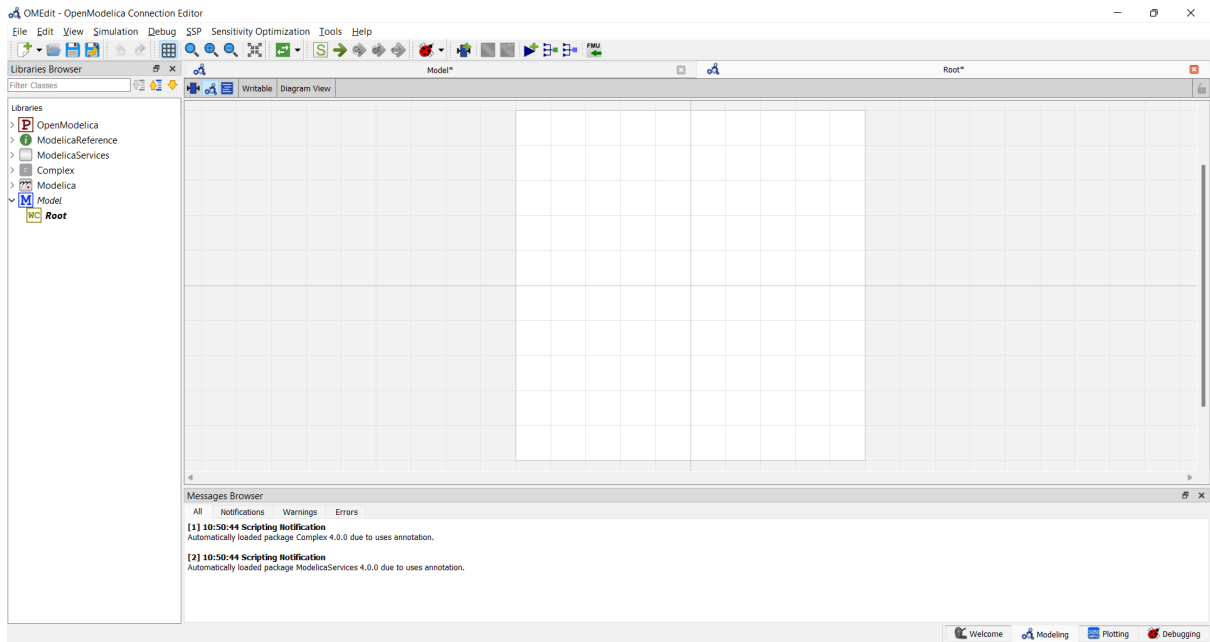 OMEdit - OpenModelica Connection Editor
File Edit View Simulation Debug SSP Sensitivity Optimization Tools Help
S FMU
Libraries Browser
Model*
Root*
Filter Classes
Writable Diagram View
Libraries
P OpenModelica
i ModelicaReference
ModelicaServices
C Complex
Modelica
M Model
WC Root
Messages Browser
All Notifications Warnings Errors
[1] 10:50:44 Scripting Notification
Automatically loaded package Complex 4.0.0 due to uses annotation.
[2] 10:50:44 Scripting Notification
Automatically loaded package ModelicaServices 4.0.0 due to uses annotation.
Welcome Modeling Plotting Debugging